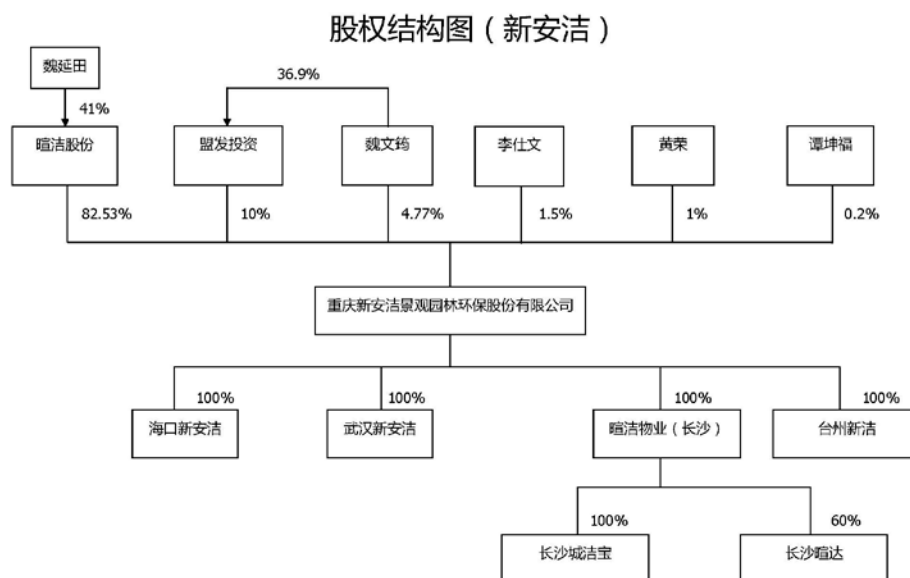 股权结构图（新安洁）
魏延田
36.9%
41%
暄洁股份
盟发投资
魏文筠
李仕文
黄荣
谭坤福
82.53%
10%
4.77%
1.5%
1%
0.2%
重庆新安洁景观园林环保股份有限公司
100%
100%
100%
100%
海口新安洁
武汉新安洁
暄洁物业（长沙）
台州新洁
100%
60%
长沙城洁宝
长沙暄达